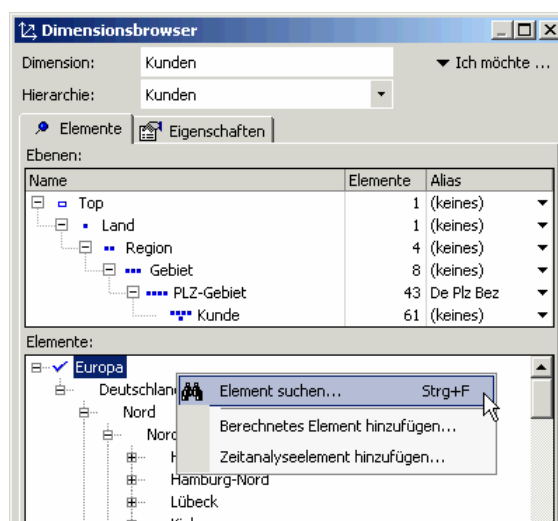 Dimensionsbrowser
Dimension: Kunden Ich möchte ...
Hierarchie: Kunden
Elemente Eigenschaften
Ebenen:
Name Elemente Alias
Top 1 (keines)
Land 1 (keines)
Region 4 (keines)
Gebiet 8 (keines)
PLZ-Gebiet 43 De Plz Bez
Kunde 61 (keines)
Elemente:
Europa
Deutschlan Element suchen... Strg+F
Nord
Nord Berechnetes Element hinzufügen...
H Zeitanalyseelement hinzufügen...
Hamburg-Nord
Lübeck